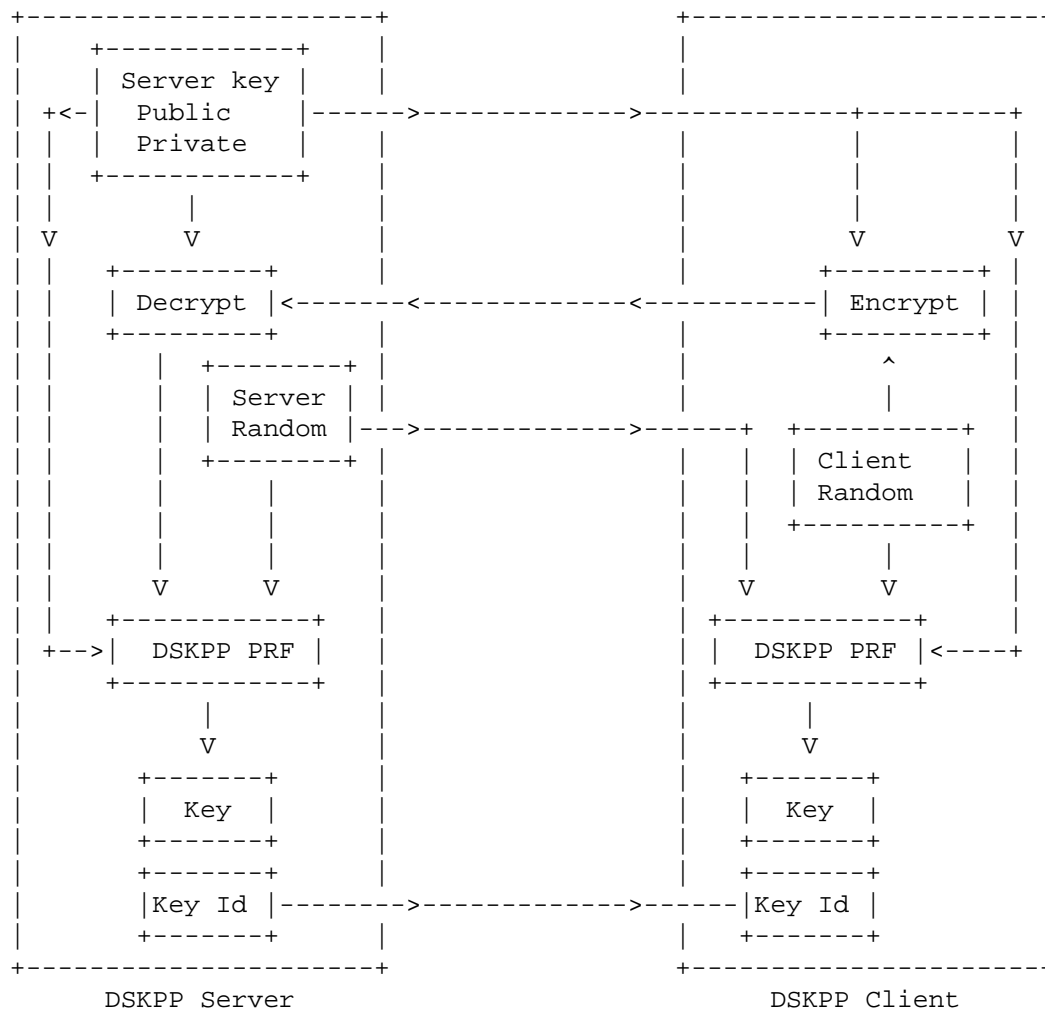 Server key
Public
Private
Decrypt
Encrypt
Server
Random
Client
Random
DSKPP PRF
DSKPP PRF
Key
Key
Key Id
Key Id
DSKPP Server
DSKPP Client